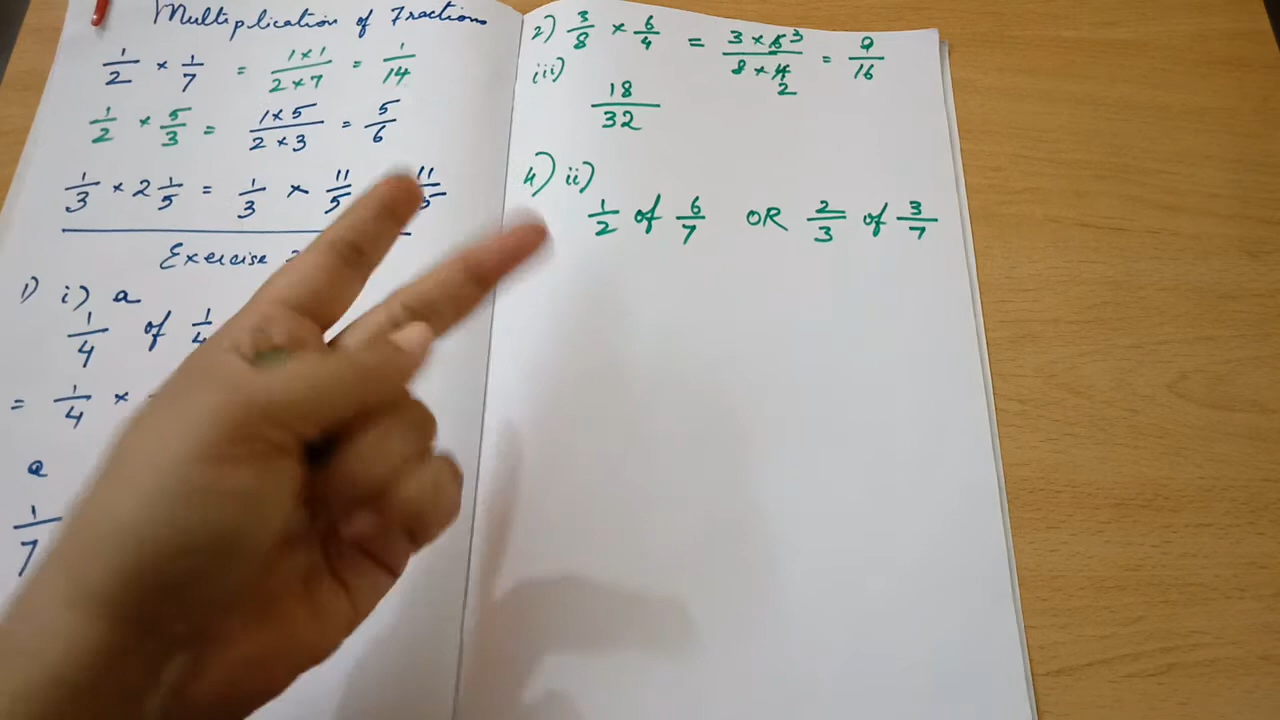 Multiplication of Fractions
1/2 × 1/7 = 1×1/2×7 = 1/14
1/2 × 5/3 = 1×5/2×3 = 5/6
1/3 × 2 1/5 = 1/3 × 11/5 11
Exercise
1) i) a
1/4 of 1/4
= 1/4 ×
a
1/7
2) 3/8 × 6/4 = 3×6 3/8×4 2 = 9/16
iii)
18/32
4) ii)
1/2 of 6/7 OR 2/3 of 3/7